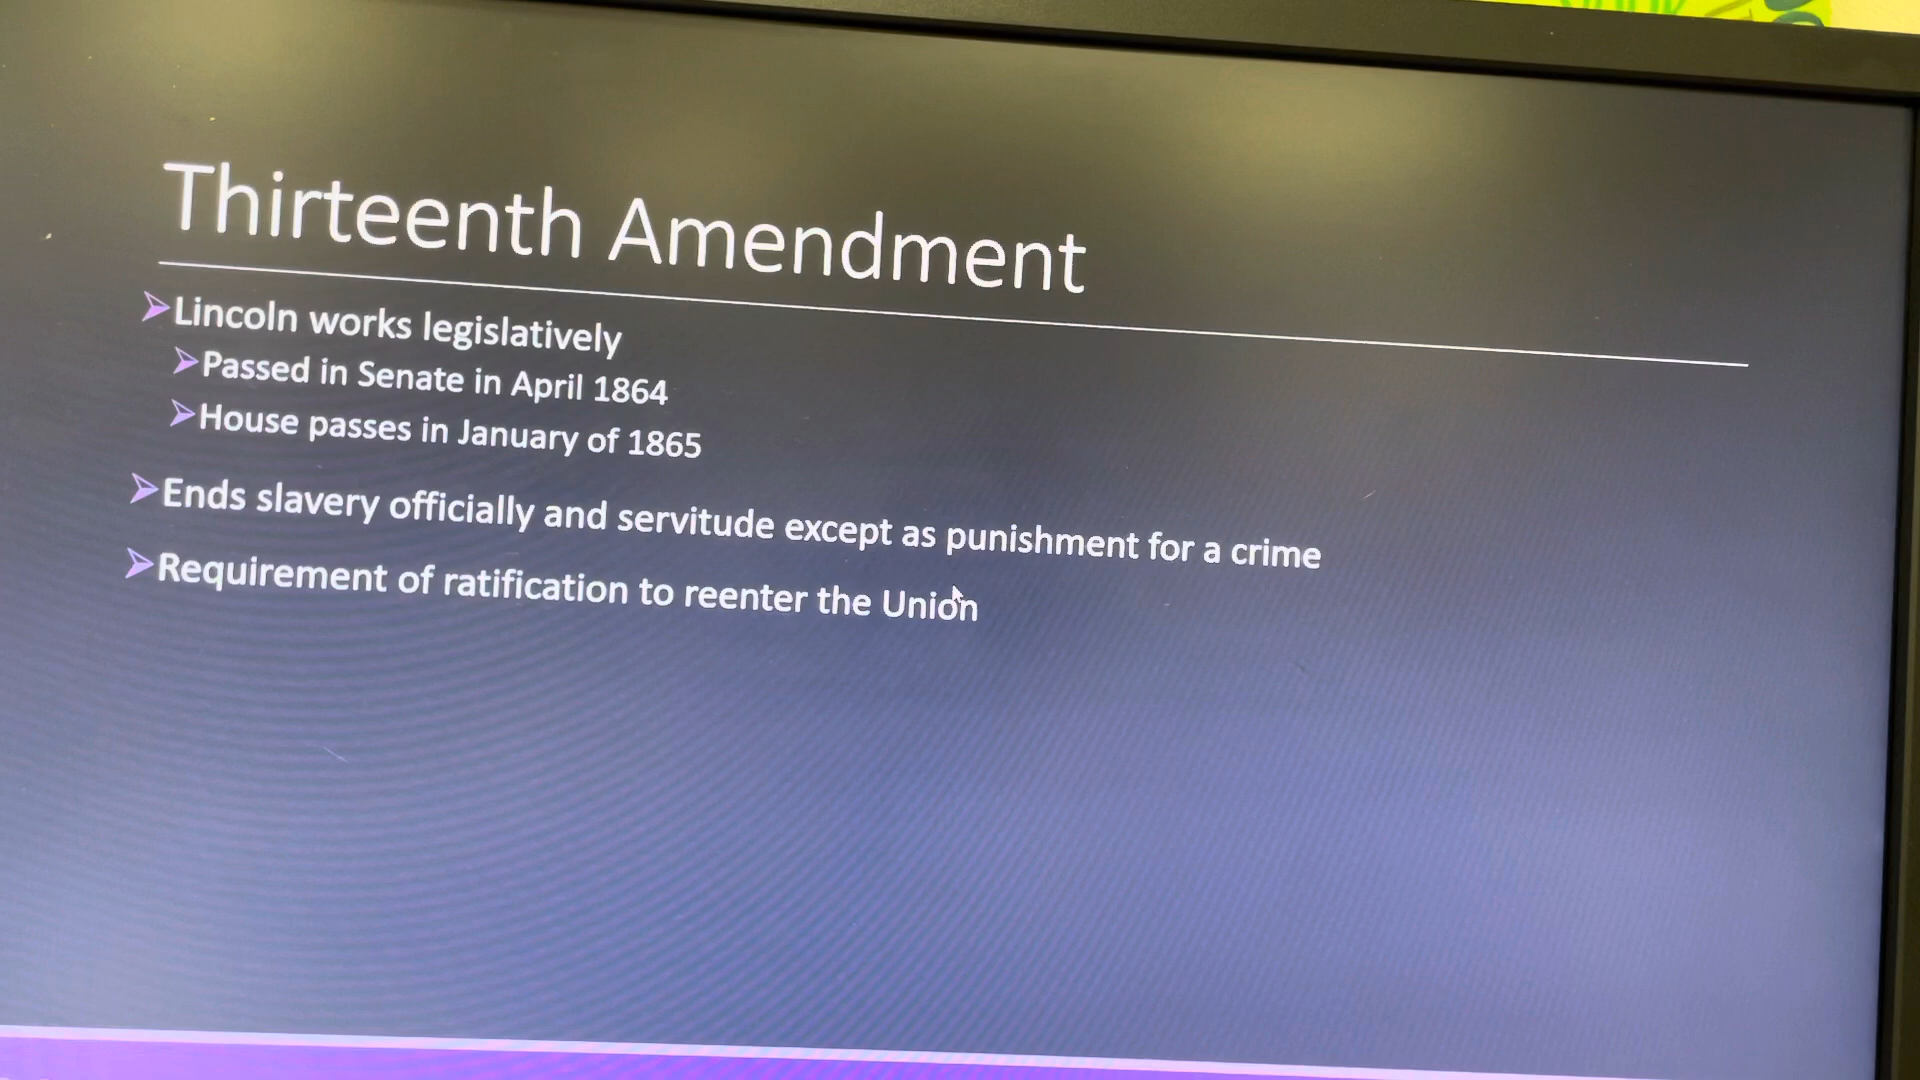 Thirteenth Amendment
Lincoln works legislatively
Passed in Senate in April 1864
House passes in January of 1865
Ends slavery officially and servitude except as punishment for a crime
Requirement of ratification to reenter the Union